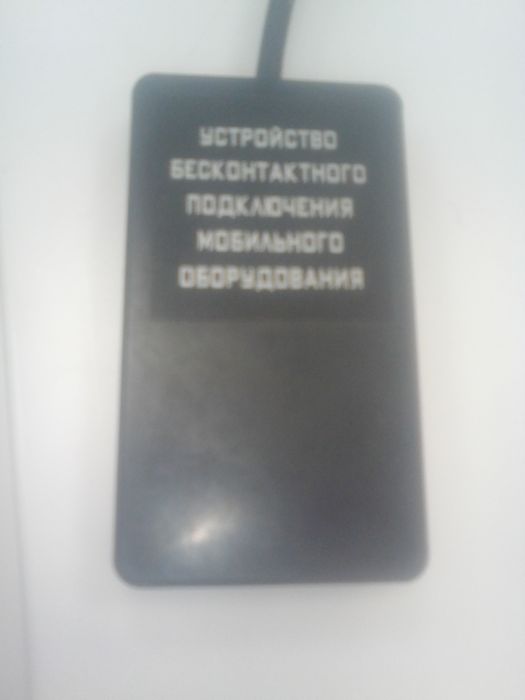 УСТРОЙСТВО
БЕСКОНТАКТНОГО
ПОДКЛЮЧЕНИЯ
МОБИЛЬНОГО
ОБОРУДОВАНИЯ